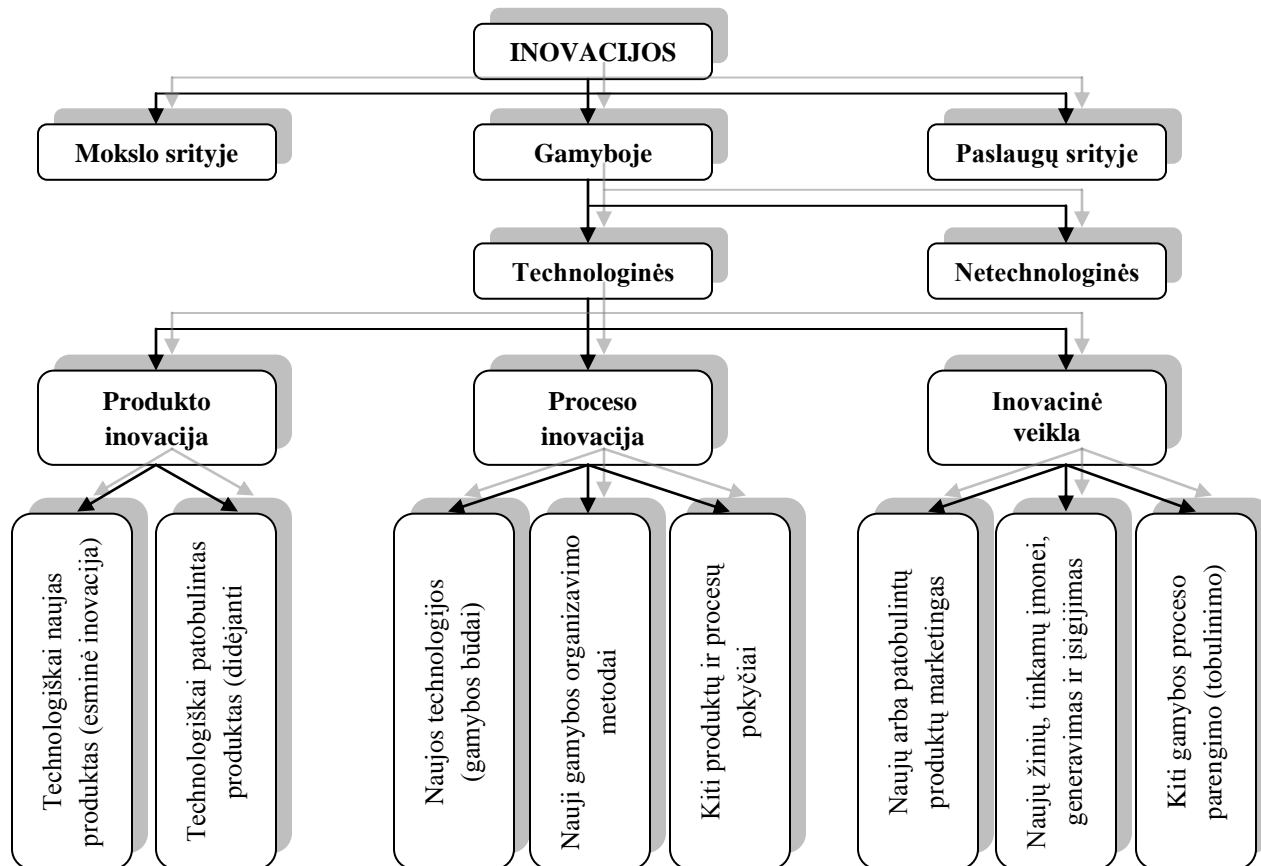 INOVACIJOS
Mokslo srityje
Gamyboje
Paslaugų srityje
Technologinės
Netechnologinės
Produkto
inovacija
Proceso
inovacija
Inovacinė
veikla
Technologiškai naujas
produktas (esminė inovacija)
Technologiškai patobulintas
produktas (didėjanti
Naujos technologijos
(gamybos būdai)
Nauji gamybos organizavimo
metodai
Kiti produktų ir procesų
pokyčiai
Naujų arba patobulintų
produktų marketingas
Naujų žinių, tinkamų įmonei,
generavimas ir įsigijimas
Kiti gamybos proceso
parengimo (tobulinimo)